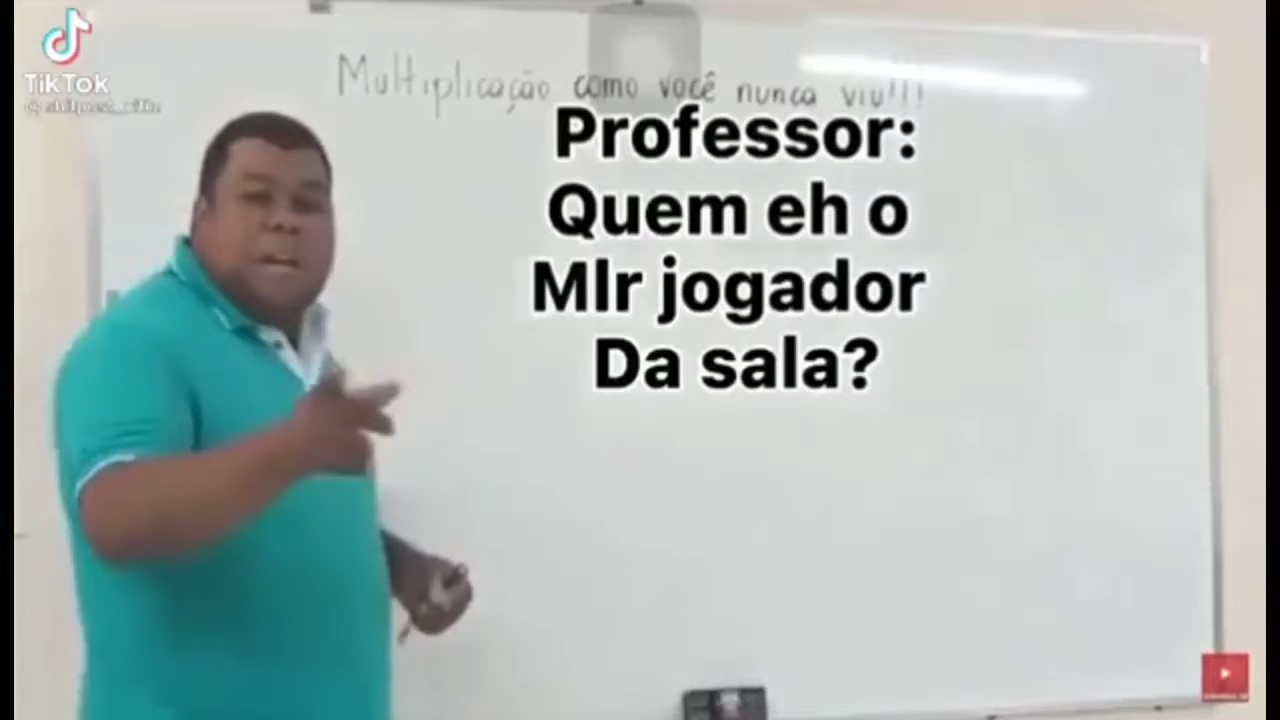 TikTok
Multiplicação como você nunca viu!!!
Professor:
Quem eh o
Mlr jogador
Da sala?